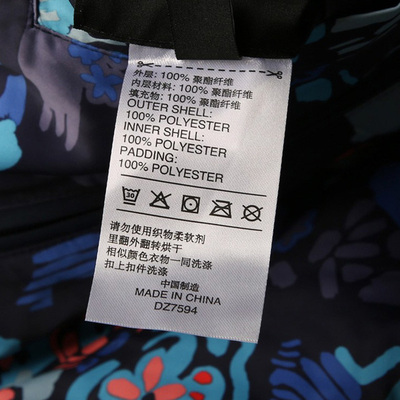 外层: 100% 聚酯纤维
内层材料: 100% 聚酯纤维
填充物: 100% 聚酯纤维
OUTER SHELL:
100% POLYESTER
INNER SHELL:
100% POLYESTER
PADDING:
100% POLYESTER
30
请勿使用织物柔软剂
里翻外翻转烘干
相似颜色衣物一同洗涤
扣上扣件洗涤
中国制造
MADE IN CHINA
DZ7594